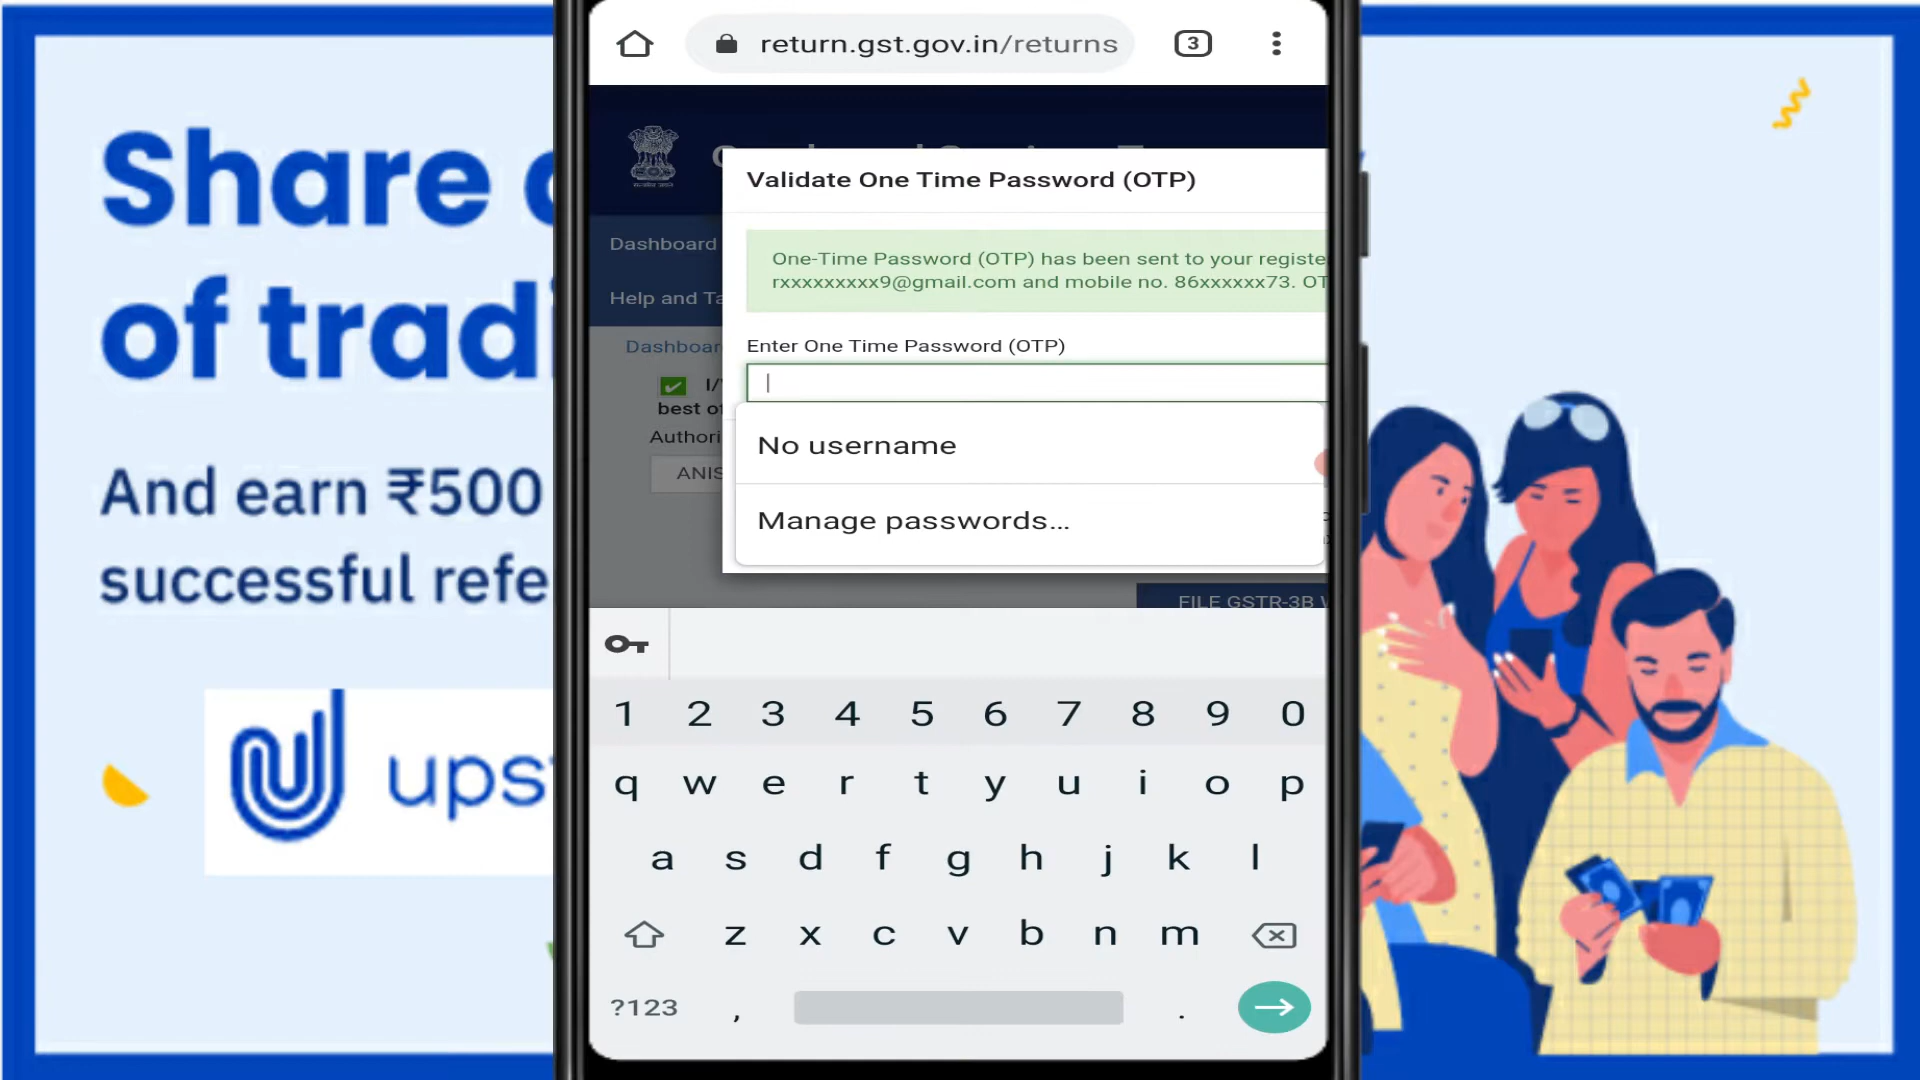 Share
of tradi
And earn ₹500
successful refe
ups
return.gst.gov.in/returns
3
Validate One Time Password (OTP)
One-Time Password (OTP) has been sent to your registe
rxxxxxxxxx9@gmail.com and mobile no. 86xxxxxx73. OT
Enter One Time Password (OTP)
No username
Manage passwords...
Dashboard
Help and Ta
Dashboar
I/
best of
Authori
ANIS
FILE GSTR-3B W
1 2 3 4 5 6 7 8 9 0
q w e r t y u i o p
a s d f g h j k l
z x c v b n m
?123 , .